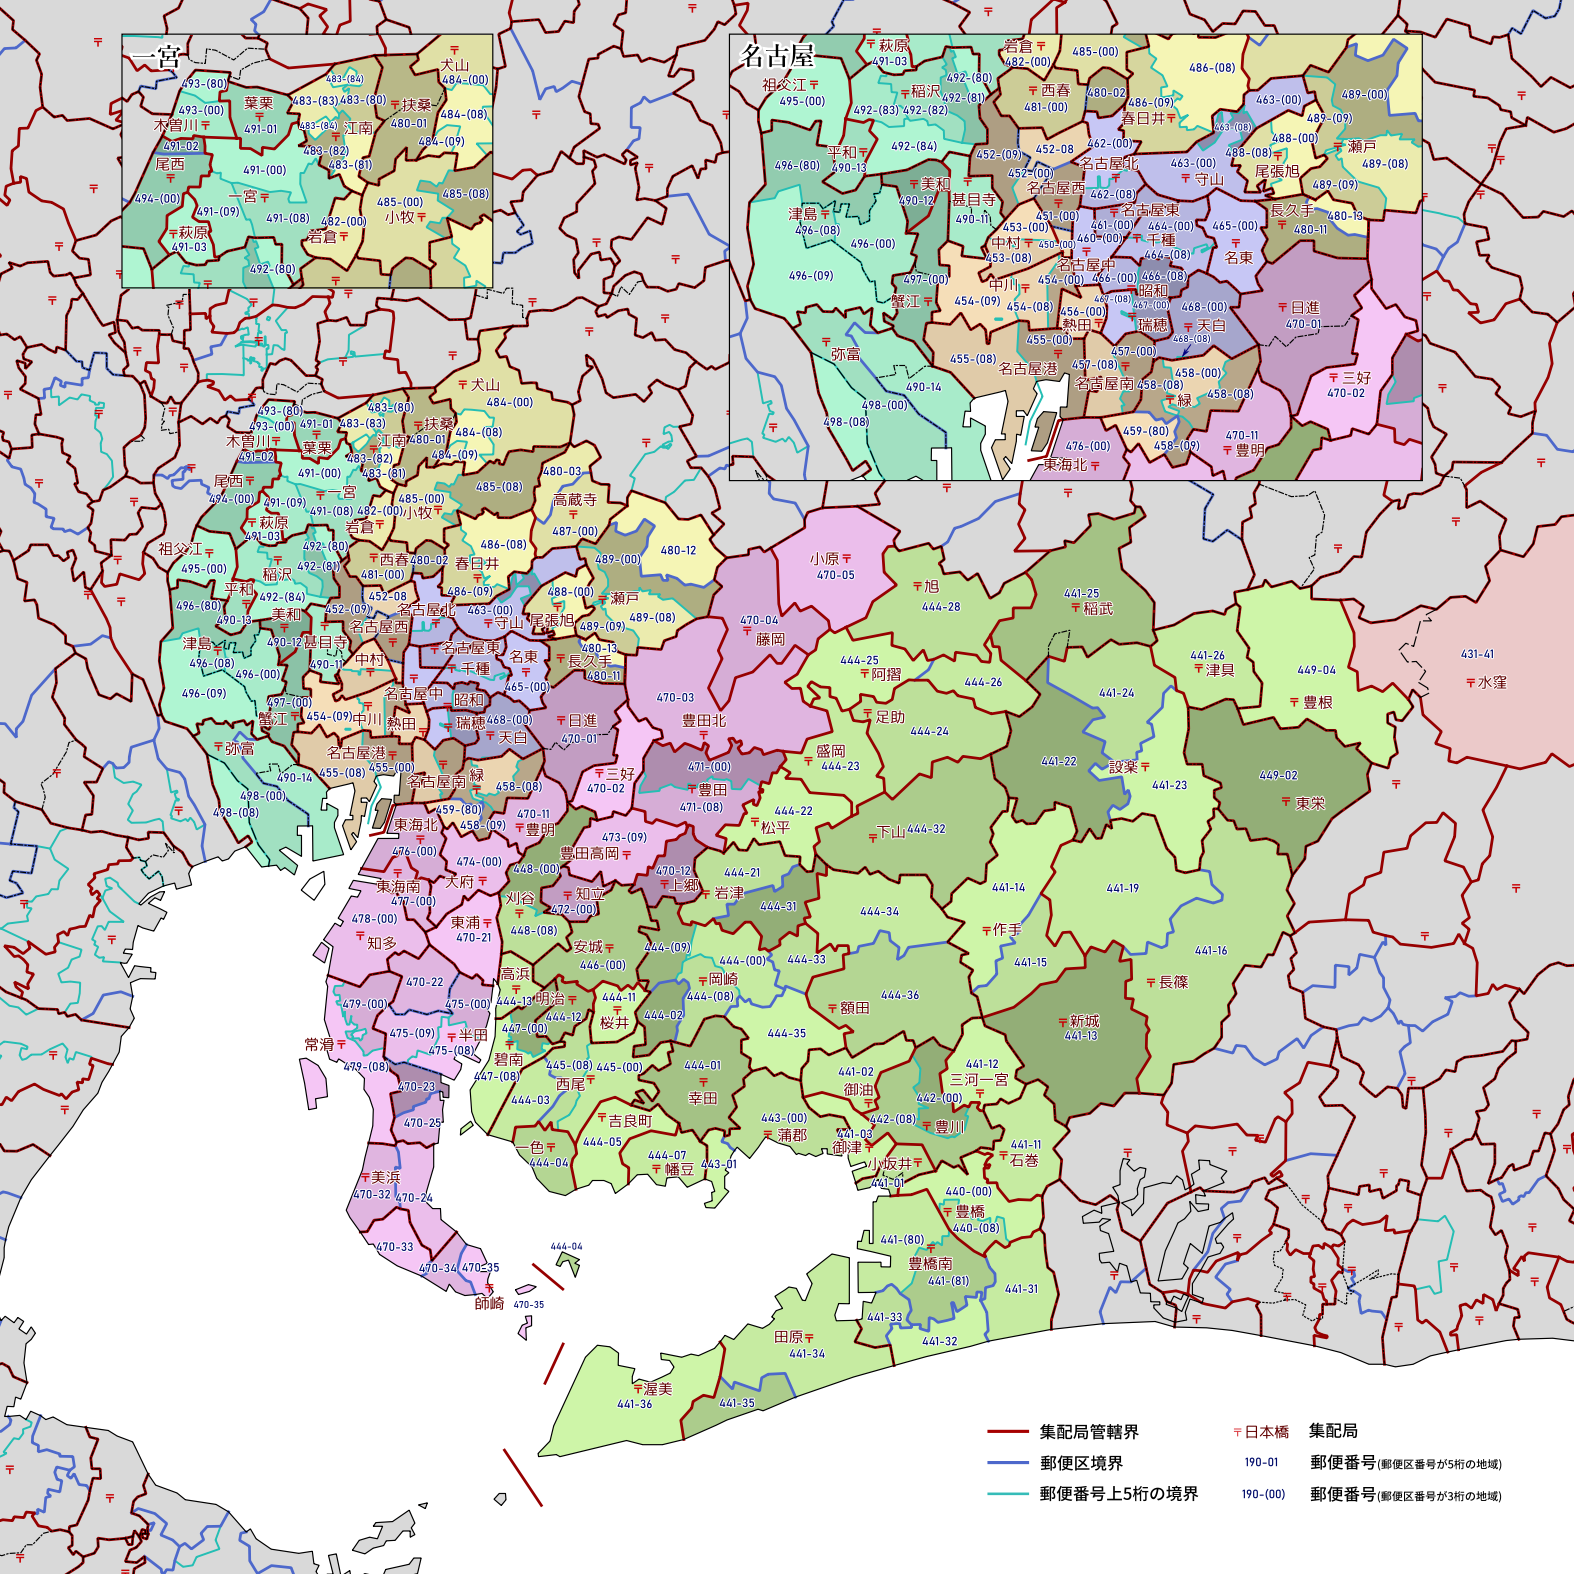 一宮
犬山
484-(00)
493-(80)
483-(84)
483-(83)
483-(80)
扶桑
484-(08)
葉栗
493-(00)
木曽川
491-01
483-(84)
江南
480-01
484-(09)
491-02
483-(82)
尾西
491-(00)
483-(81)
485-(08)
494-(00)
一宮
485-(00)
491-(09)
491-(08)
482-(00)
小牧
萩原
岩倉
491-03
492-(80)
名古屋
萩原
岩倉
485-(00)
491-03
482-(00)
486-(08)
祖父江
492-(80)
495-(00)
稲沢
492-(81)
西春
480-02
463-(00)
489-(00)
492-(83)
492-(82)
481-(00)
486-(09)
春日井
489-(09)
463-(08)
488-(00)
平和
492-(84)
452-(09)
452-08
462-(00)
488-(08)
瀬戸
496-(80)
490-13
452-(00)
名古屋北
463-(00)
守山
尾張旭
489-(08)
美和
名古屋西
462-(08)
489-(09)
490-12
甚目寺
津島
496-(08)
490-11
451-(00)
名古屋東
465-(00)
長久手
480-13
496-(00)
453-(00)
461-(00)
464-(00)
480-11
中村
450-(00)
460-(00)
千種
453-(08)
464-(08)
名東
496-(09)
497-(00)
名古屋中
中川
454-(00)
466-(00)
466-(08)
昭和
蟹江
454-(09)
454-(08)
467-(08)
467-(00)
468-(00)
日進
456-(00)
熱田
瑞穂
天白
470-01
455-(00)
468-(08)
弥富
455-(08)
457-(00)
名古屋港
457-(08)
458-(00)
三好
490-14
名古屋南
458-(08)
458-(08)
470-02
498-(00)
緑
498-(08)
459-(80)
470-11
476-(00)
458-(09)
豊明
東海北
犬山
484-(00)
493-(80)
483-(80)
493-(00)
491-01
483-(83)
扶桑
484-(08)
木曽川
葉栗
江南
480-01
491-02
483-(82)
484-(09)
尾西
491-(00)
483-(81)
480-03
485-(08)
494-(00)
一宮
485-(00)
高蔵寺
491-(09)
491-(08)
482-(00)
小牧
萩原
岩倉
487-(00)
491-03
祖父江
492-(80)
486-(08)
480-12
495-(00)
稲沢
492-(81)
西春
480-02
春日井
489-(00)
481-(00)
平和
486-(09)
488-(00)
496-(80)
492-(84)
452-08
瀬戸
490-13
美和
452-(09)
名古屋北
463-(00)
守山
尾張旭
489-(08)
名古屋西
489-(09)
津島
490-12
甚目寺
名古屋東
480-13
496-(08)
490-11
中村
名東
長久手
496-(00)
千種
480-11
496-(09)
名古屋中
465-(00)
497-(00)
昭和
蟹江
454-(09)
中川
熱田
瑞穂
468-(00)
日進
天白
470-01
弥富
名古屋港
490-14
455-(08)
455-(00)
名古屋南
緑
三好
498-(00)
458-(08)
470-02
498-(08)
459-(80)
470-11
東海北
458-(09)
豊明
小原
470-05
旭
444-28
441-25
稲武
470-04
藤岡
431-41
水窪
444-25
阿摺
444-26
441-26
津具
449-04
豊根
470-03
441-24
豊田北
足助
444-24
盛岡
444-23
441-22
設楽
441-23
449-02
東栄
471-(00)
豊田
471-(08)
444-22
松平
下山
444-32
473-(09)
豊田高岡
476-(00)
474-(00)
448-(00)
470-12
上郷
444-21
岩津
東海南
大府
477-(00)
刈谷
知立
472-(00)
444-31
444-34
441-14
441-19
478-(00)
東浦
470-21
448-(08)
作手
知多
安城
446-(00)
444-(09)
444-(00)
444-33
441-15
441-16
470-22
高浜
岡崎
長篠
479-(00)
475-(00)
444-13
明治
444-11
444-(08)
444-36
444-12
444-02
額田
475-(09)
半田
447-(00)
桜井
444-35
新城
441-13
常滑
475-(08)
碧南
479-(08)
447-(08)
445-(08)
445-(00)
444-01
441-02
441-12
470-23
西尾
御油
三河一宮
444-03
幸田
442-(00)
470-25
吉良町
443-(00)
442-(08)
豊川
一色
444-05
蒲郡
441-03
御津
441-11
444-04
444-07
443-01
小坂井
石巻
幡豆
441-01
美浜
470-32
470-24
440-(00)
豊橋
440-(08)
470-33
441-(80)
444-04
豊橋南
470-34
470-35
441-(81)
441-31
師崎
470-35
441-33
441-32
田原
441-34
渥美
441-36
441-35
集配局管轄界
日本橋
集配局
郵便区境界
190-01
郵便番号(郵便区番号が5桁の地域)
郵便番号上5桁の境界
190-(00)
郵便番号(郵便区番号が3桁の地域)